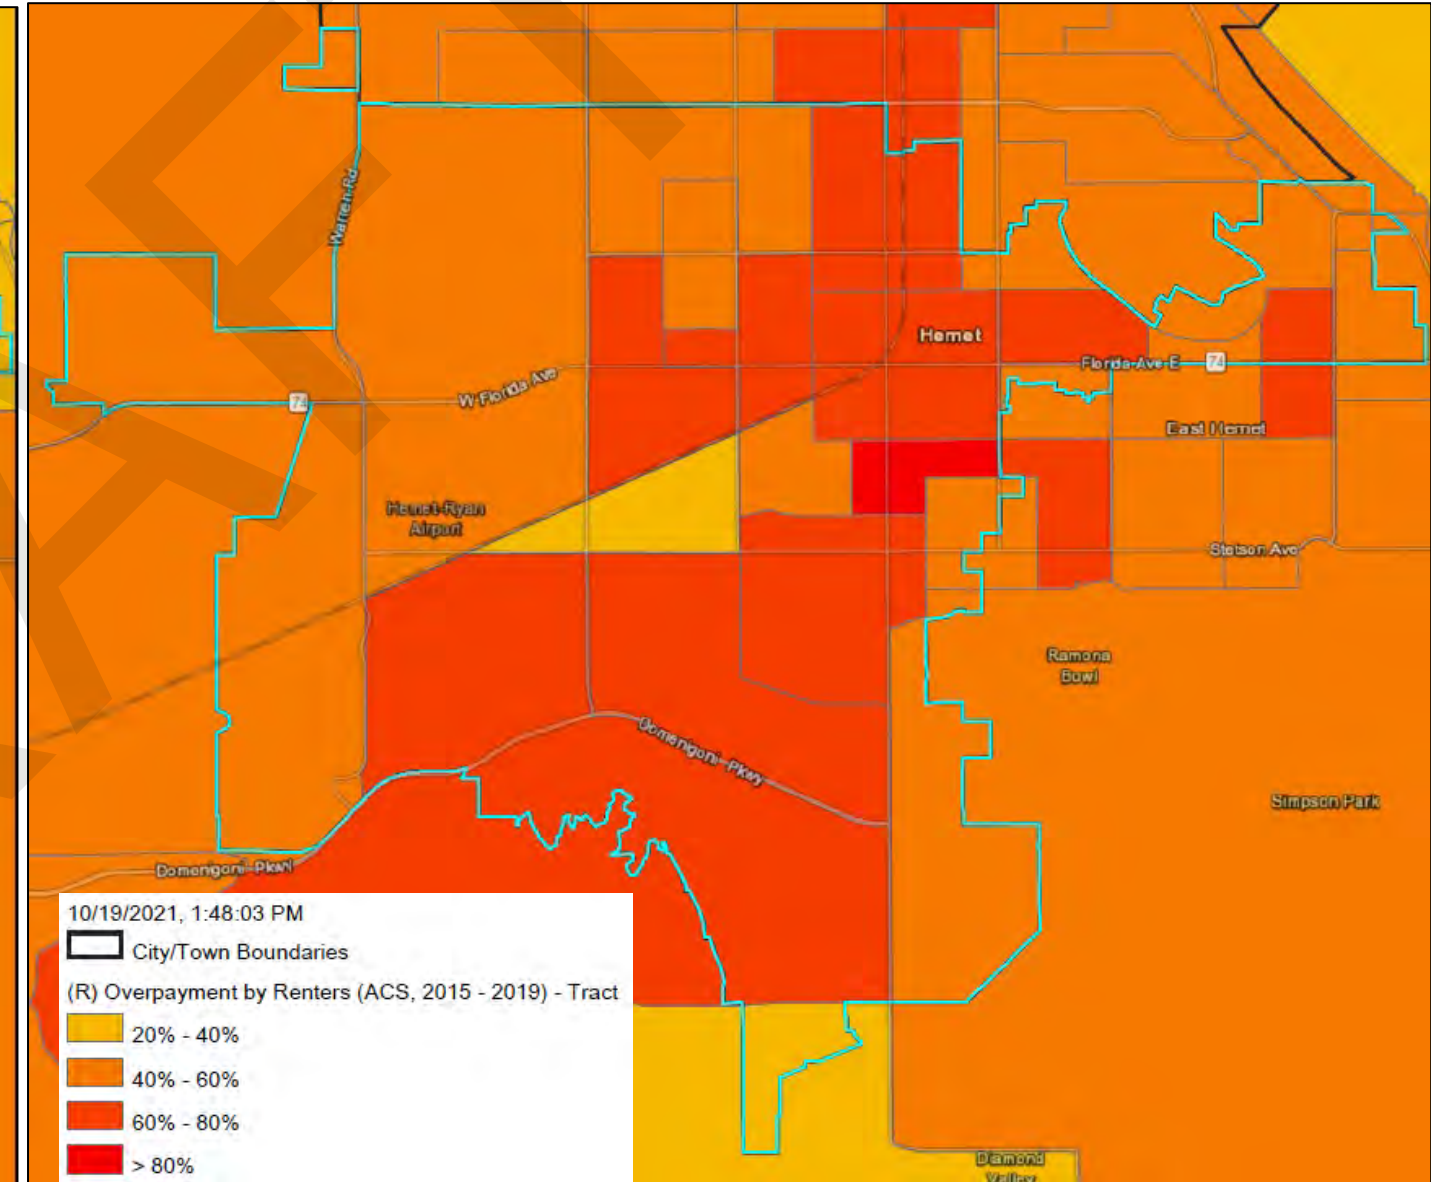 Warren Rd
Hemet
Florida Ave E
74
W Florida Ave
74
East Hemet
Hemet-Ryan
Airport
Stetson Ave
Ramona
Bowl
Domenigoni Pkwy
Simpson Park
Domenigoni Pkwy
10/19/2021, 1:48:03 PM
City/Town Boundaries
(R) Overpayment by Renters (ACS, 2015 - 2019) - Tract
20% - 40%
40% - 60%
60% - 80%
> 80%
Diamond
Valley